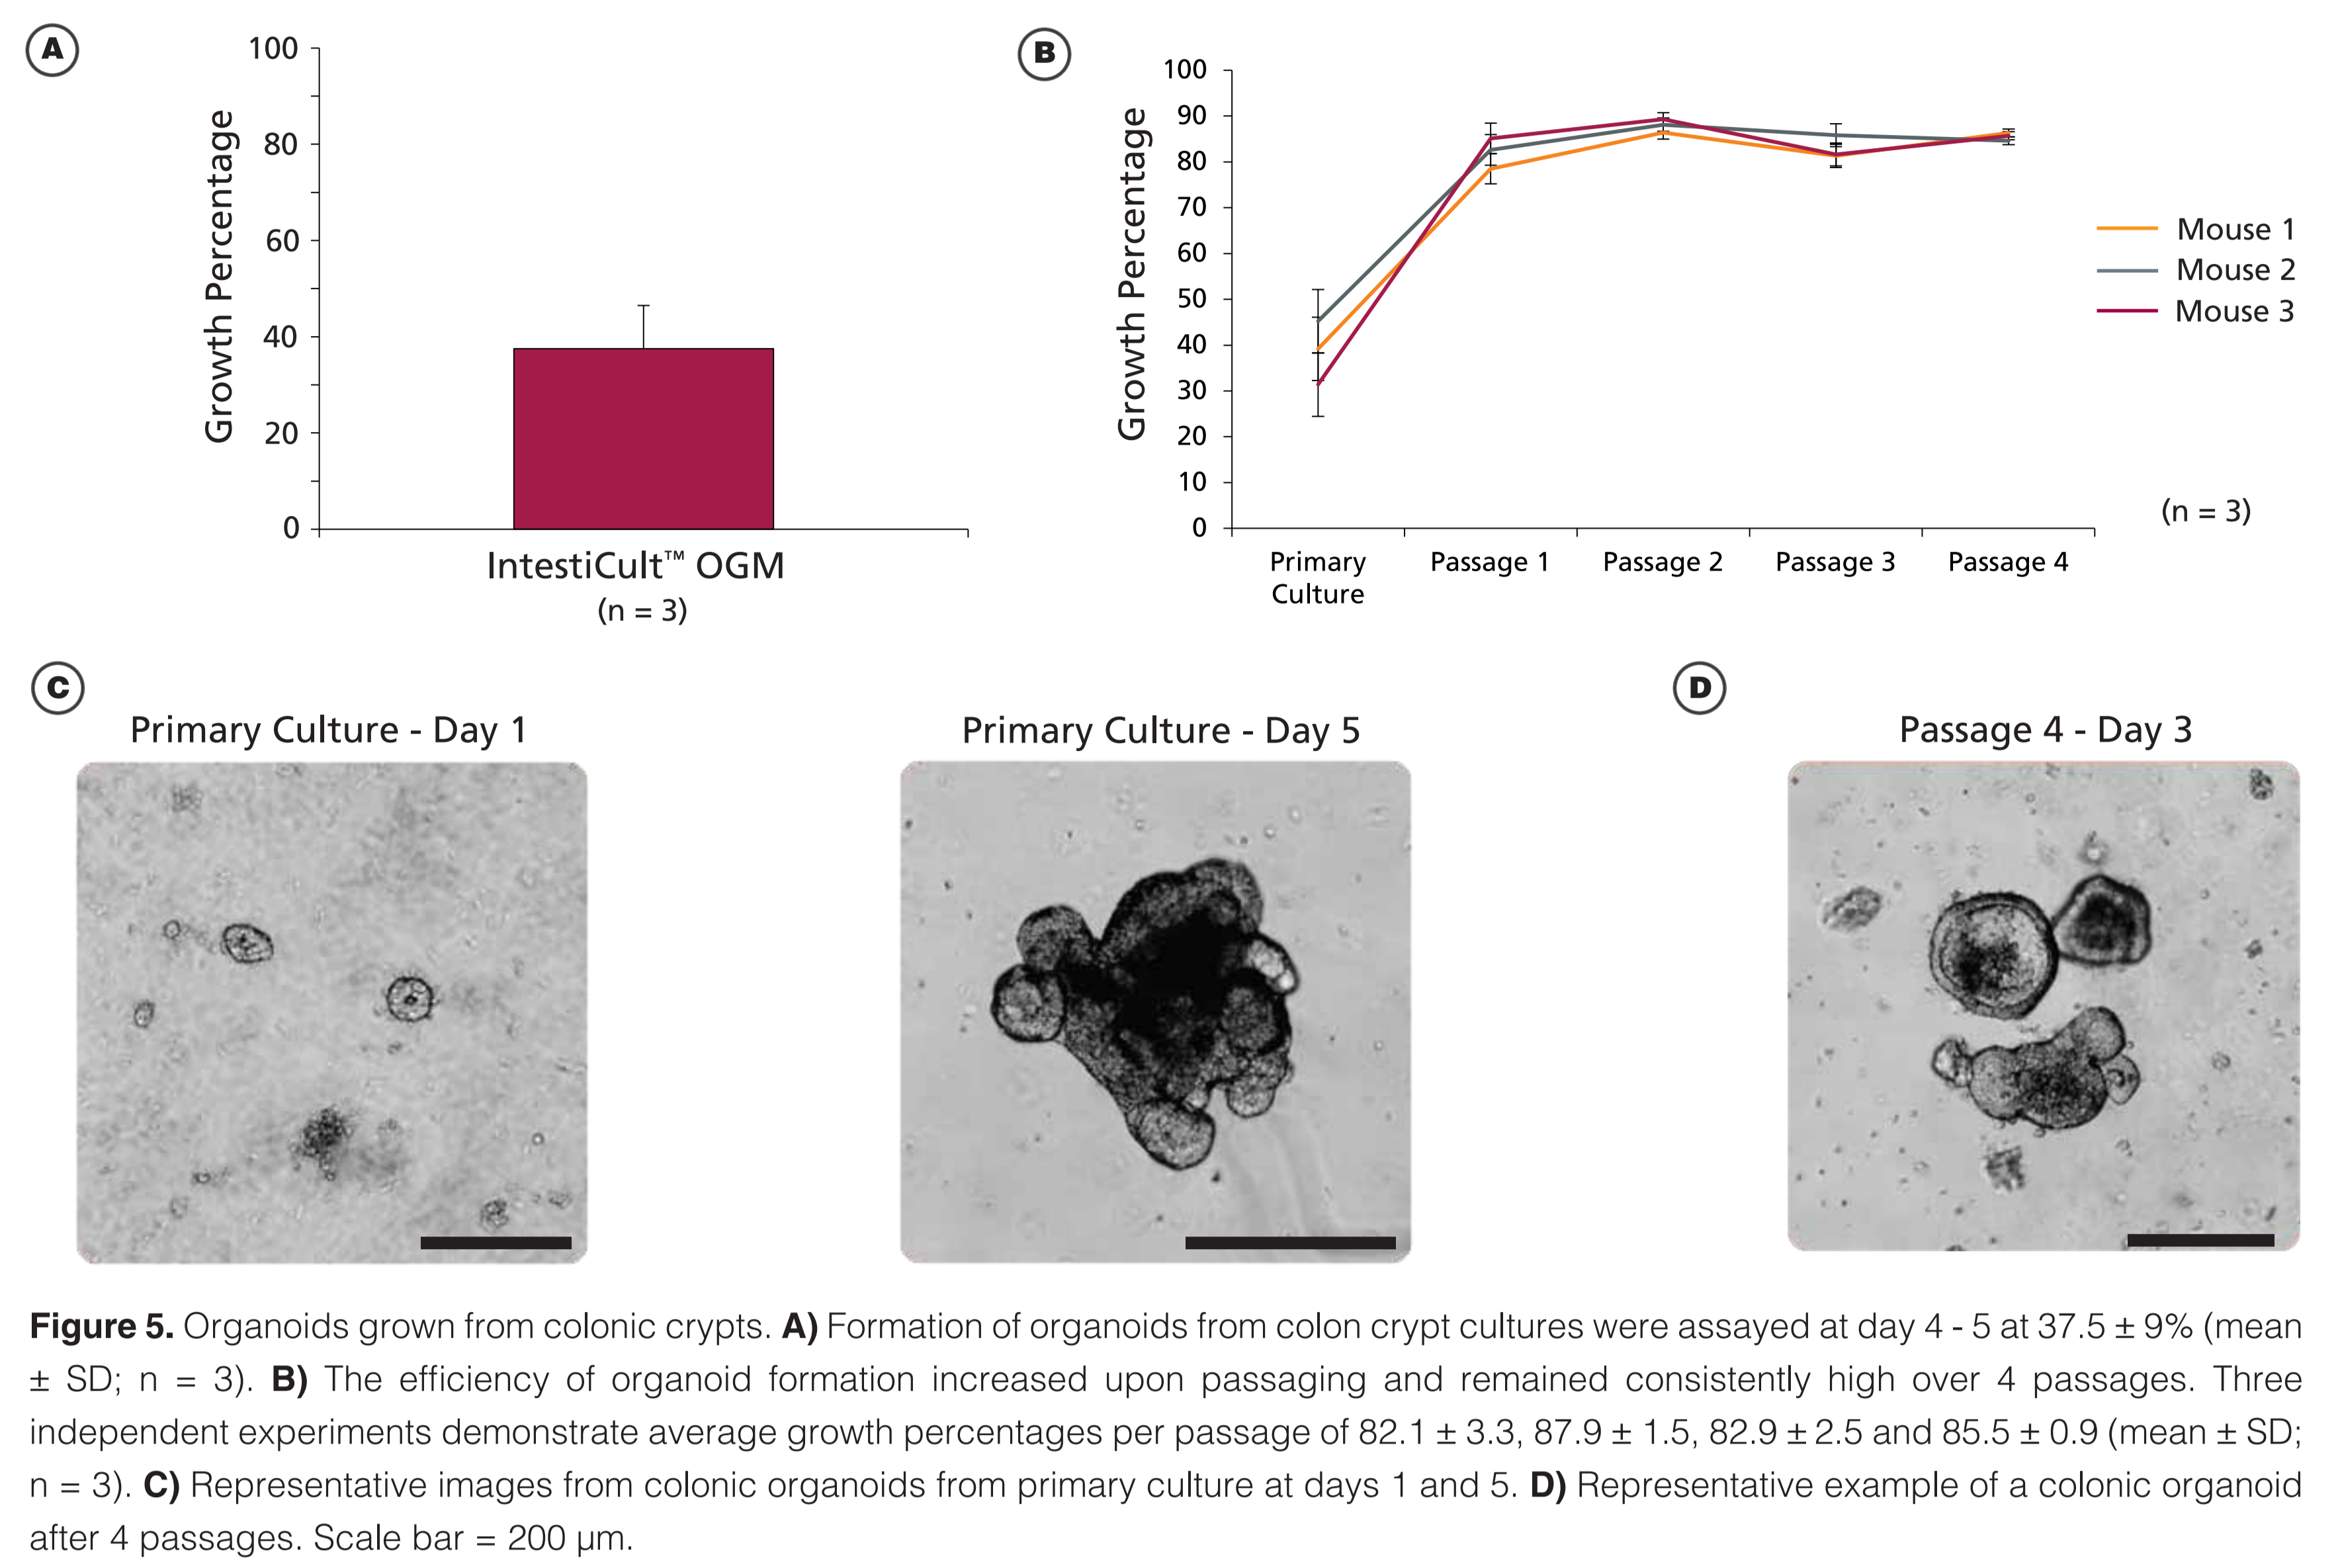 A
100
80
60
40
20
0
Growth Percentage
IntestiCult™ OGM
(n = 3)
B
100
90
80
70
60
50
40
30
20
10
0
Growth Percentage
Primary
Culture
Passage 1
Passage 2
Passage 3
Passage 4
Mouse 1
Mouse 2
Mouse 3
(n = 3)
C
Primary Culture - Day 1
Primary Culture - Day 5
D
Passage 4 - Day 3
Figure 5. Organoids grown from colonic crypts. A) Formation of organoids from colon crypt cultures were assayed at day 4 - 5 at 37.5 ± 9% (mean
± SD; n = 3). B) The efficiency of organoid formation increased upon passaging and remained consistently high over 4 passages. Three
independent experiments demonstrate average growth percentages per passage of 82.1 ± 3.3, 87.9 ± 1.5, 82.9 ± 2.5 and 85.5 ± 0.9 (mean ± SD;
n = 3). C) Representative images from colonic organoids from primary culture at days 1 and 5. D) Representative example of a colonic organoid
after 4 passages. Scale bar = 200 µm.